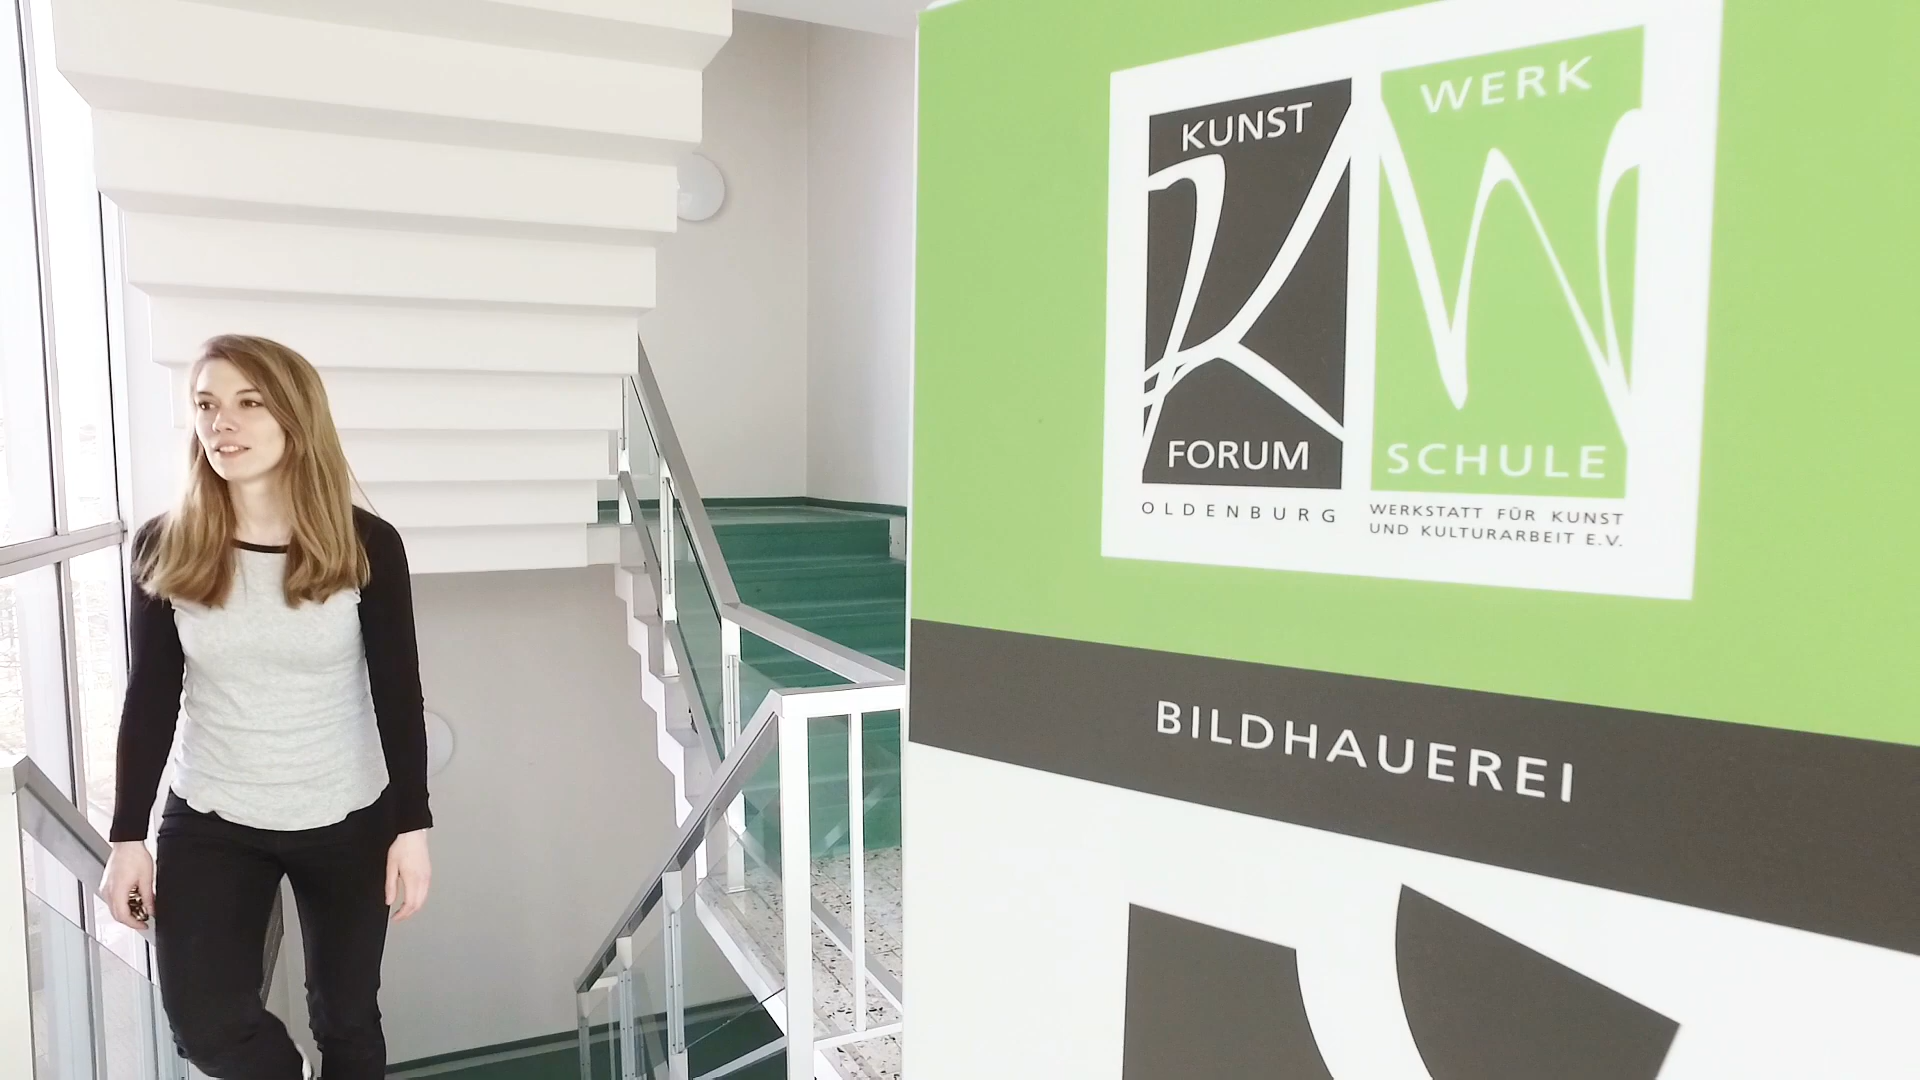 KUNST
FORUM
OLDENBURG
WERK
SCHULE
WERKSTATT FÜR KUNST
UND KULTURARBEIT E.V.
BILDHAUEREI